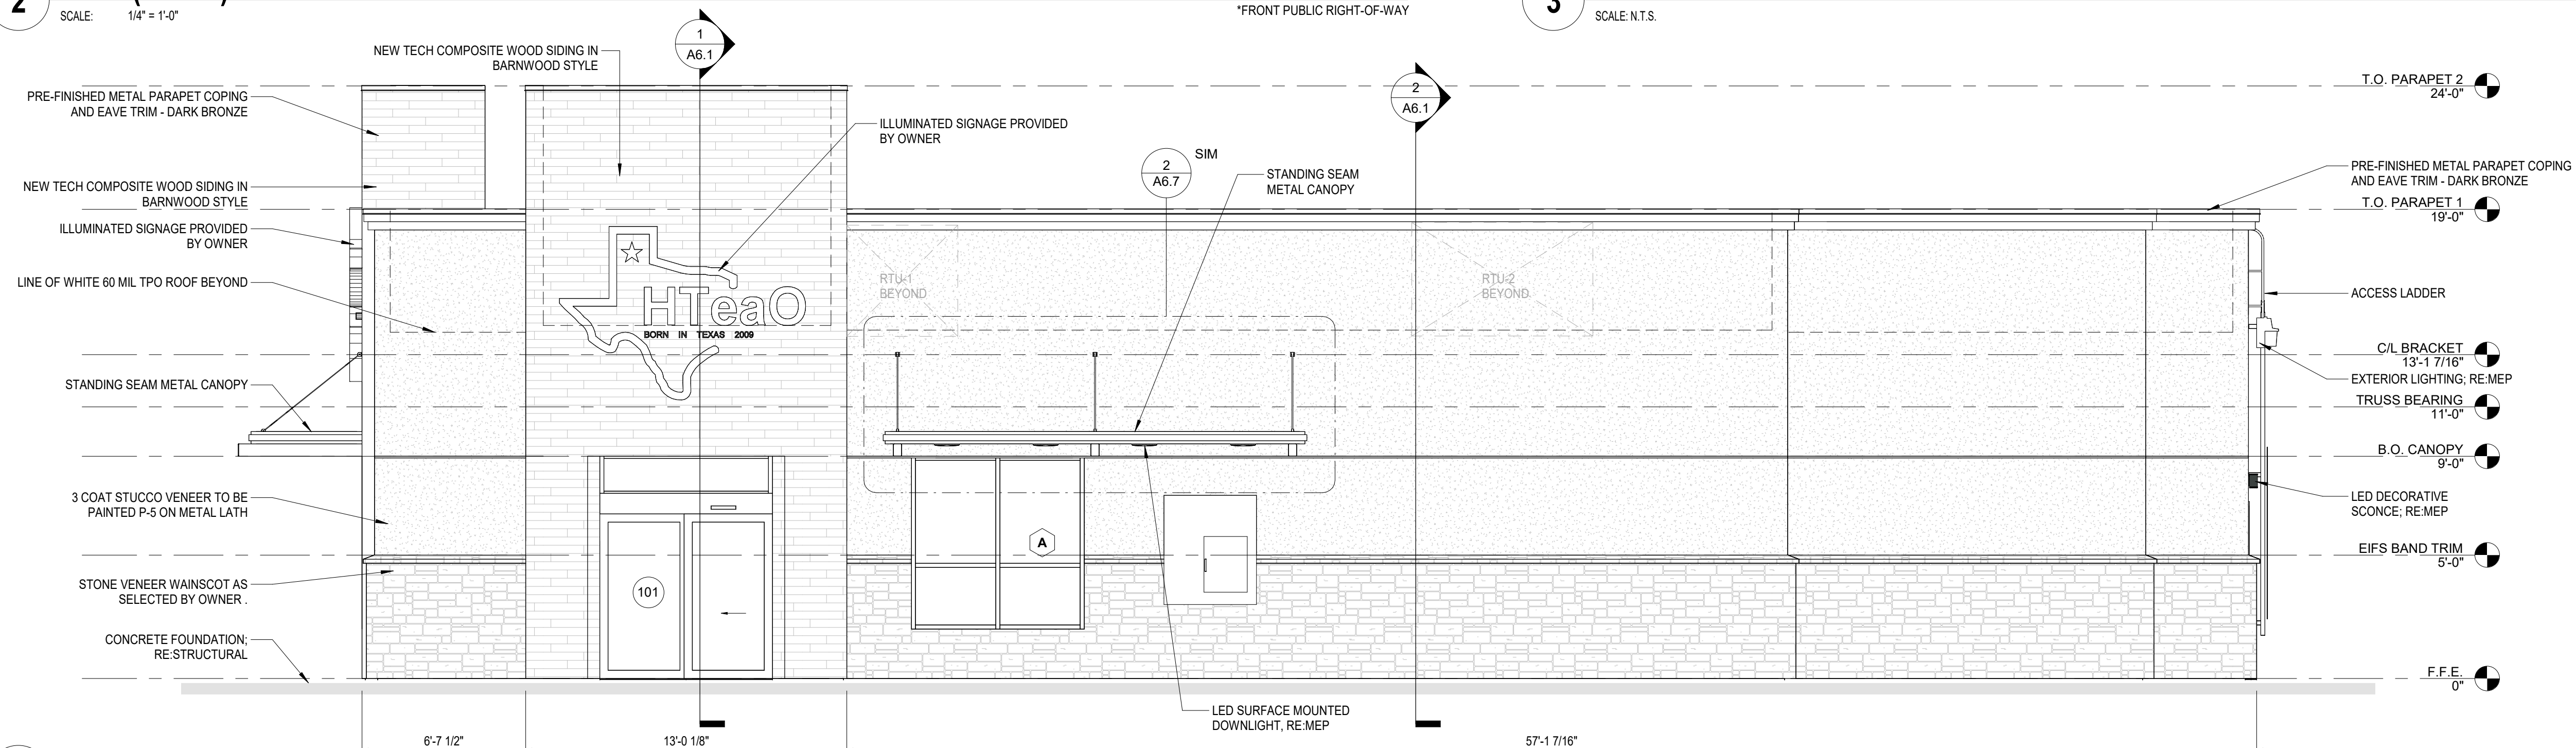 2
SCALE: 1/4" = 1'-0"
*FRONT PUBLIC RIGHT-OF-WAY
3
SCALE: N.T.S.
1
A6.1
NEW TECH COMPOSITE WOOD SIDING IN
BARNWOOD STYLE
2
A6.1
T.O. PARAPET 2
24'-0"
PRE-FINISHED METAL PARAPET COPING
AND EAVE TRIM - DARK BRONZE
ILLUMINATED SIGNAGE PROVIDED
BY OWNER
2
A6.7
SIM
STANDING SEAM
METAL CANOPY
PRE-FINISHED METAL PARAPET COPING
AND EAVE TRIM - DARK BRONZE
NEW TECH COMPOSITE WOOD SIDING IN
BARNWOOD STYLE
T.O. PARAPET 1
19'-0"
ILLUMINATED SIGNAGE PROVIDED
BY OWNER
LINE OF WHITE 60 MIL TPO ROOF BEYOND
RTU-1
BEYOND
RTU-2
BEYOND
ACCESS LADDER
HTeaO
BORN IN TEXAS 2009
C/L BRACKET
13'-1 7/16"
EXTERIOR LIGHTING; RE:MEP
STANDING SEAM METAL CANOPY
TRUSS BEARING
11'-0"
B.O. CANOPY
9'-0"
3 COAT STUCCO VENEER TO BE
PAINTED P-5 ON METAL LATH
LED DECORATIVE
SCONCE; RE:MEP
A
EIFS BAND TRIM
5'-0"
STONE VENEER WAINSCOT AS
SELECTED BY OWNER .
101
CONCRETE FOUNDATION;
RE:STRUCTURAL
F.F.E.
0"
LED SURFACE MOUNTED
DOWNLIGHT, RE:MEP
6'-7 1/2"
13'-0 1/8"
57'-1 7/16"